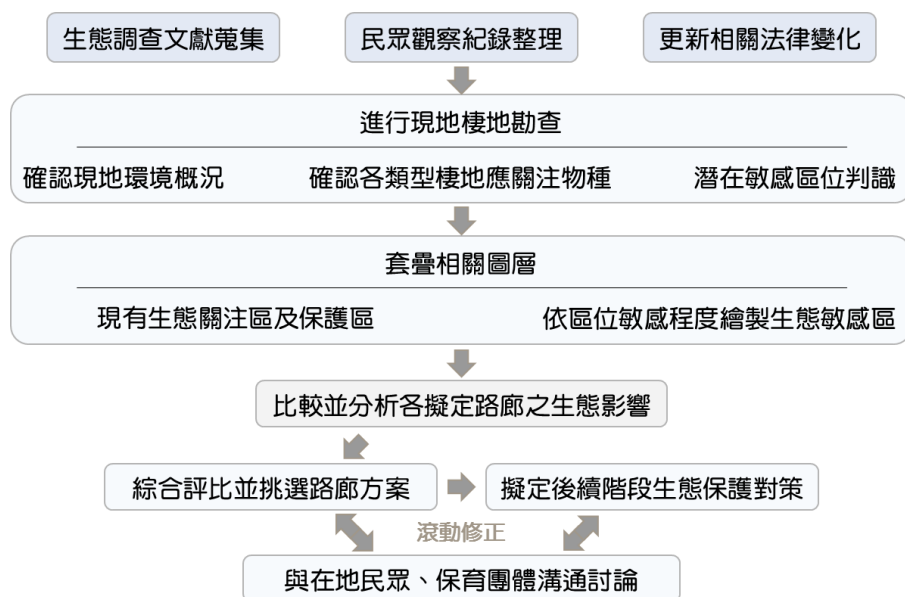 生態調查文獻蒐集
民眾觀察紀錄整理
更新相關法律變化
進行現地棲地勘查
確認現地環境概況
確認各類型棲地應關注物種
潛在敏感區位判識
套疊相關圖層
現有生態關注區及保護區
依區位敏感程度繪製生態敏感區
比較並分析各擬定路廊之生態影響
綜合評比並挑選路廊方案
擬定後續階段生態保護對策
滾動修正
與在地民眾、保育團體溝通討論